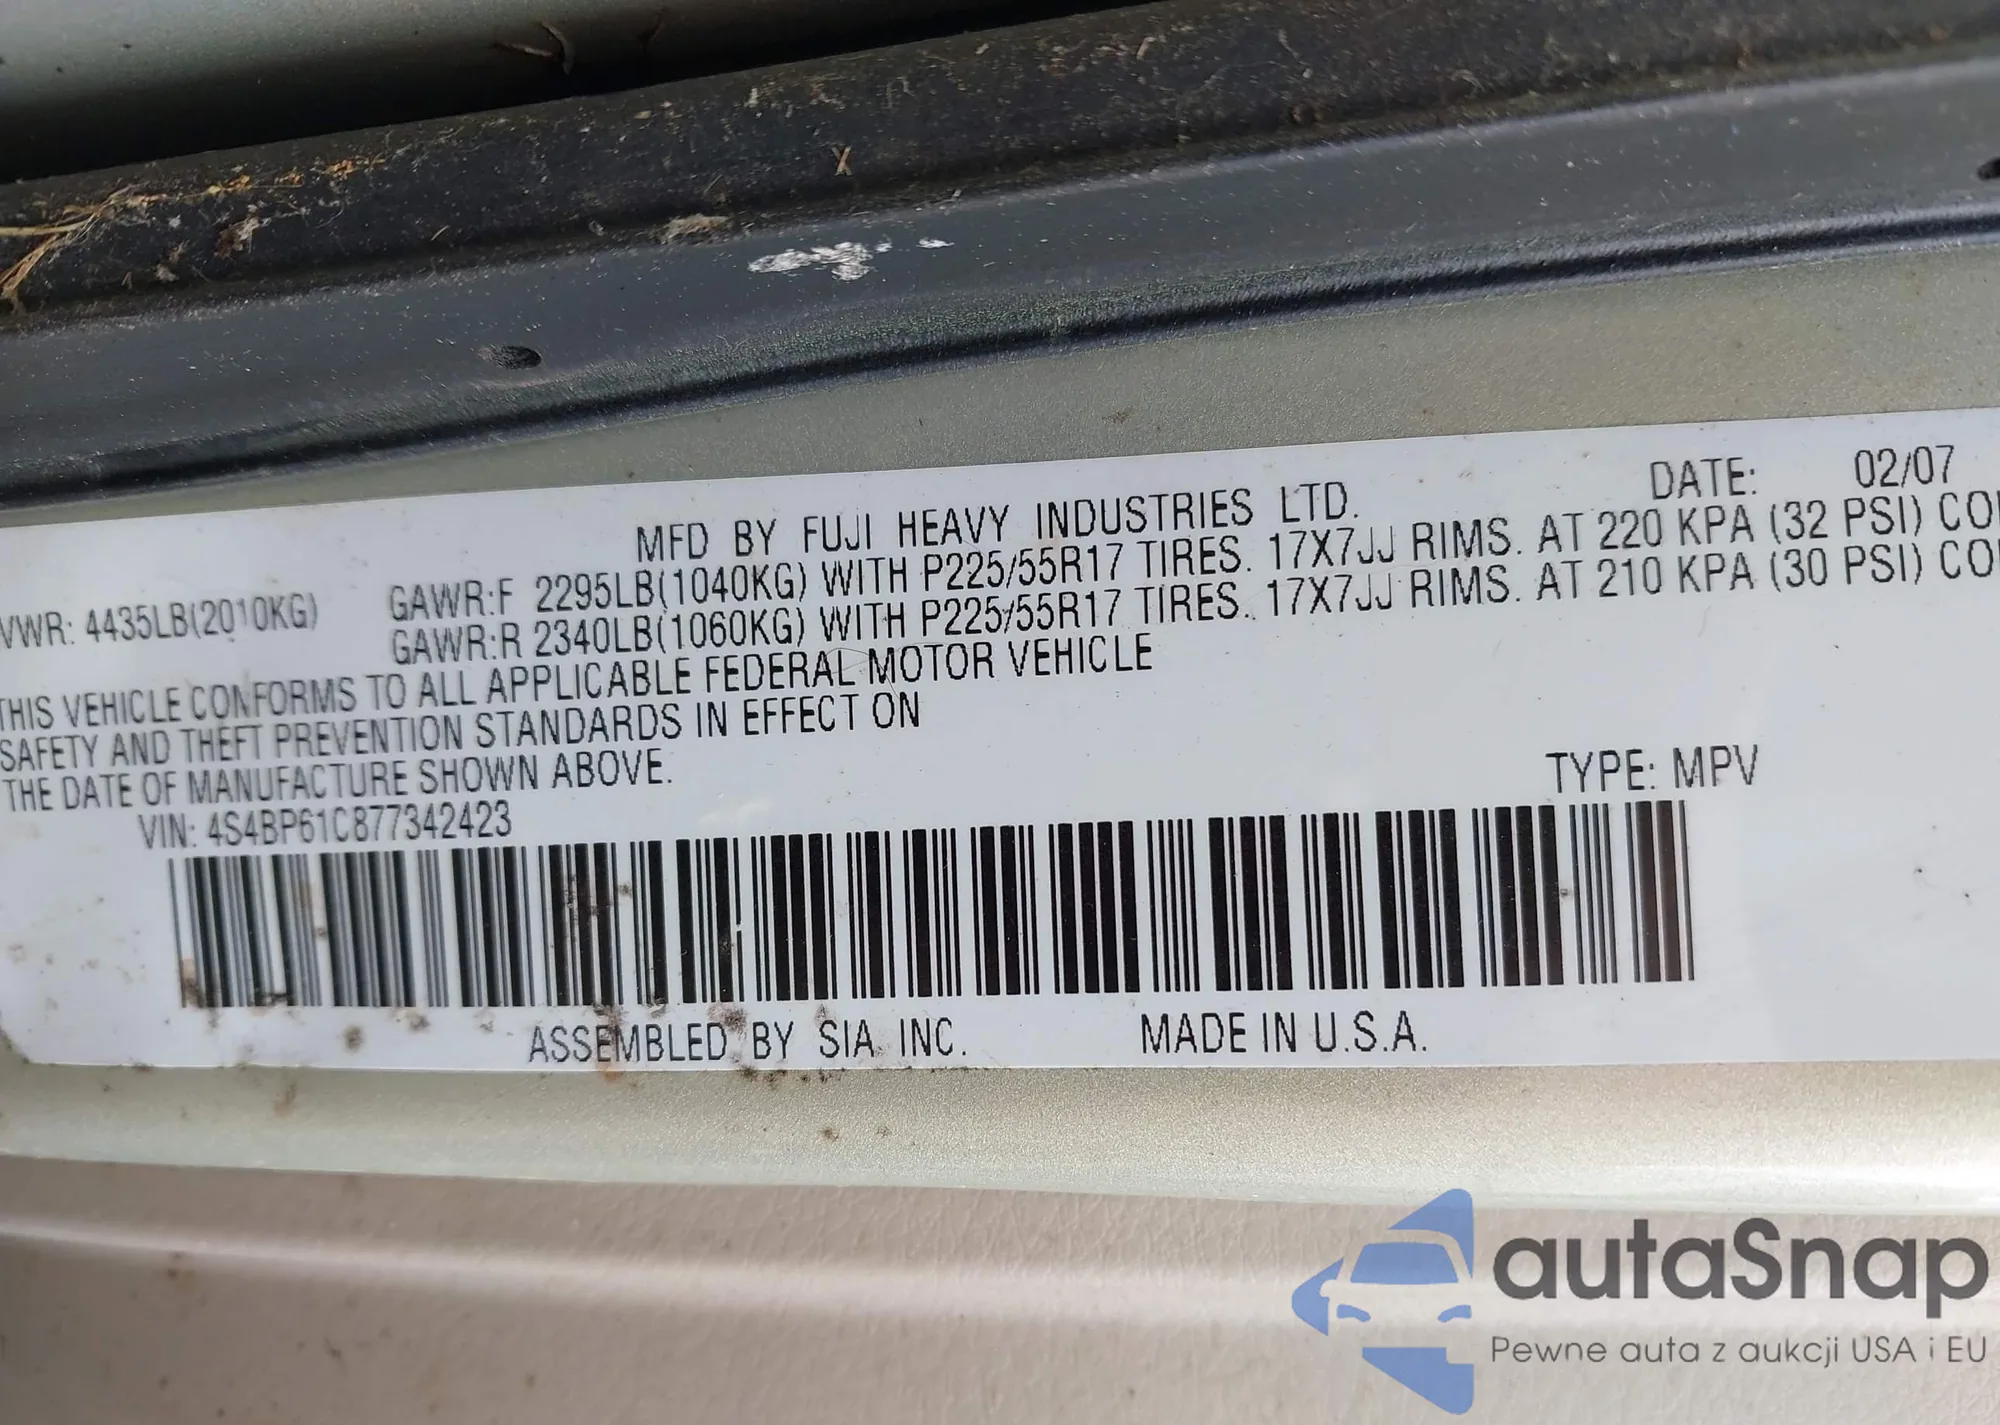 MFD BY FUJI HEAVY INDUSTRIES LTD. DATE: 02/07
VWR: 4435LB(2010KG) GAWR:F 2295LB(1040KG) WITH P225/55R17 TIRES. 17X7JJ RIMS. AT 220 KPA (32 PSI) COL
GAWR:R 2340LB(1060KG) WITH P225/55R17 TIRES. 17X7JJ RIMS. AT 210 KPA (30 PSI) COL
THIS VEHICLE CONFORMS TO ALL APPLICABLE FEDERAL MOTOR VEHICLE
SAFETY AND THEFT PREVENTION STANDARDS IN EFFECT ON
THE DATE OF MANUFACTURE SHOWN ABOVE.
TYPE: MPV
VIN: 4S4BP61C877342423
ASSEMBLED BY SIA INC. MADE IN U.S.A.
autaSnap
Pewne auta z aukcji USA i EU